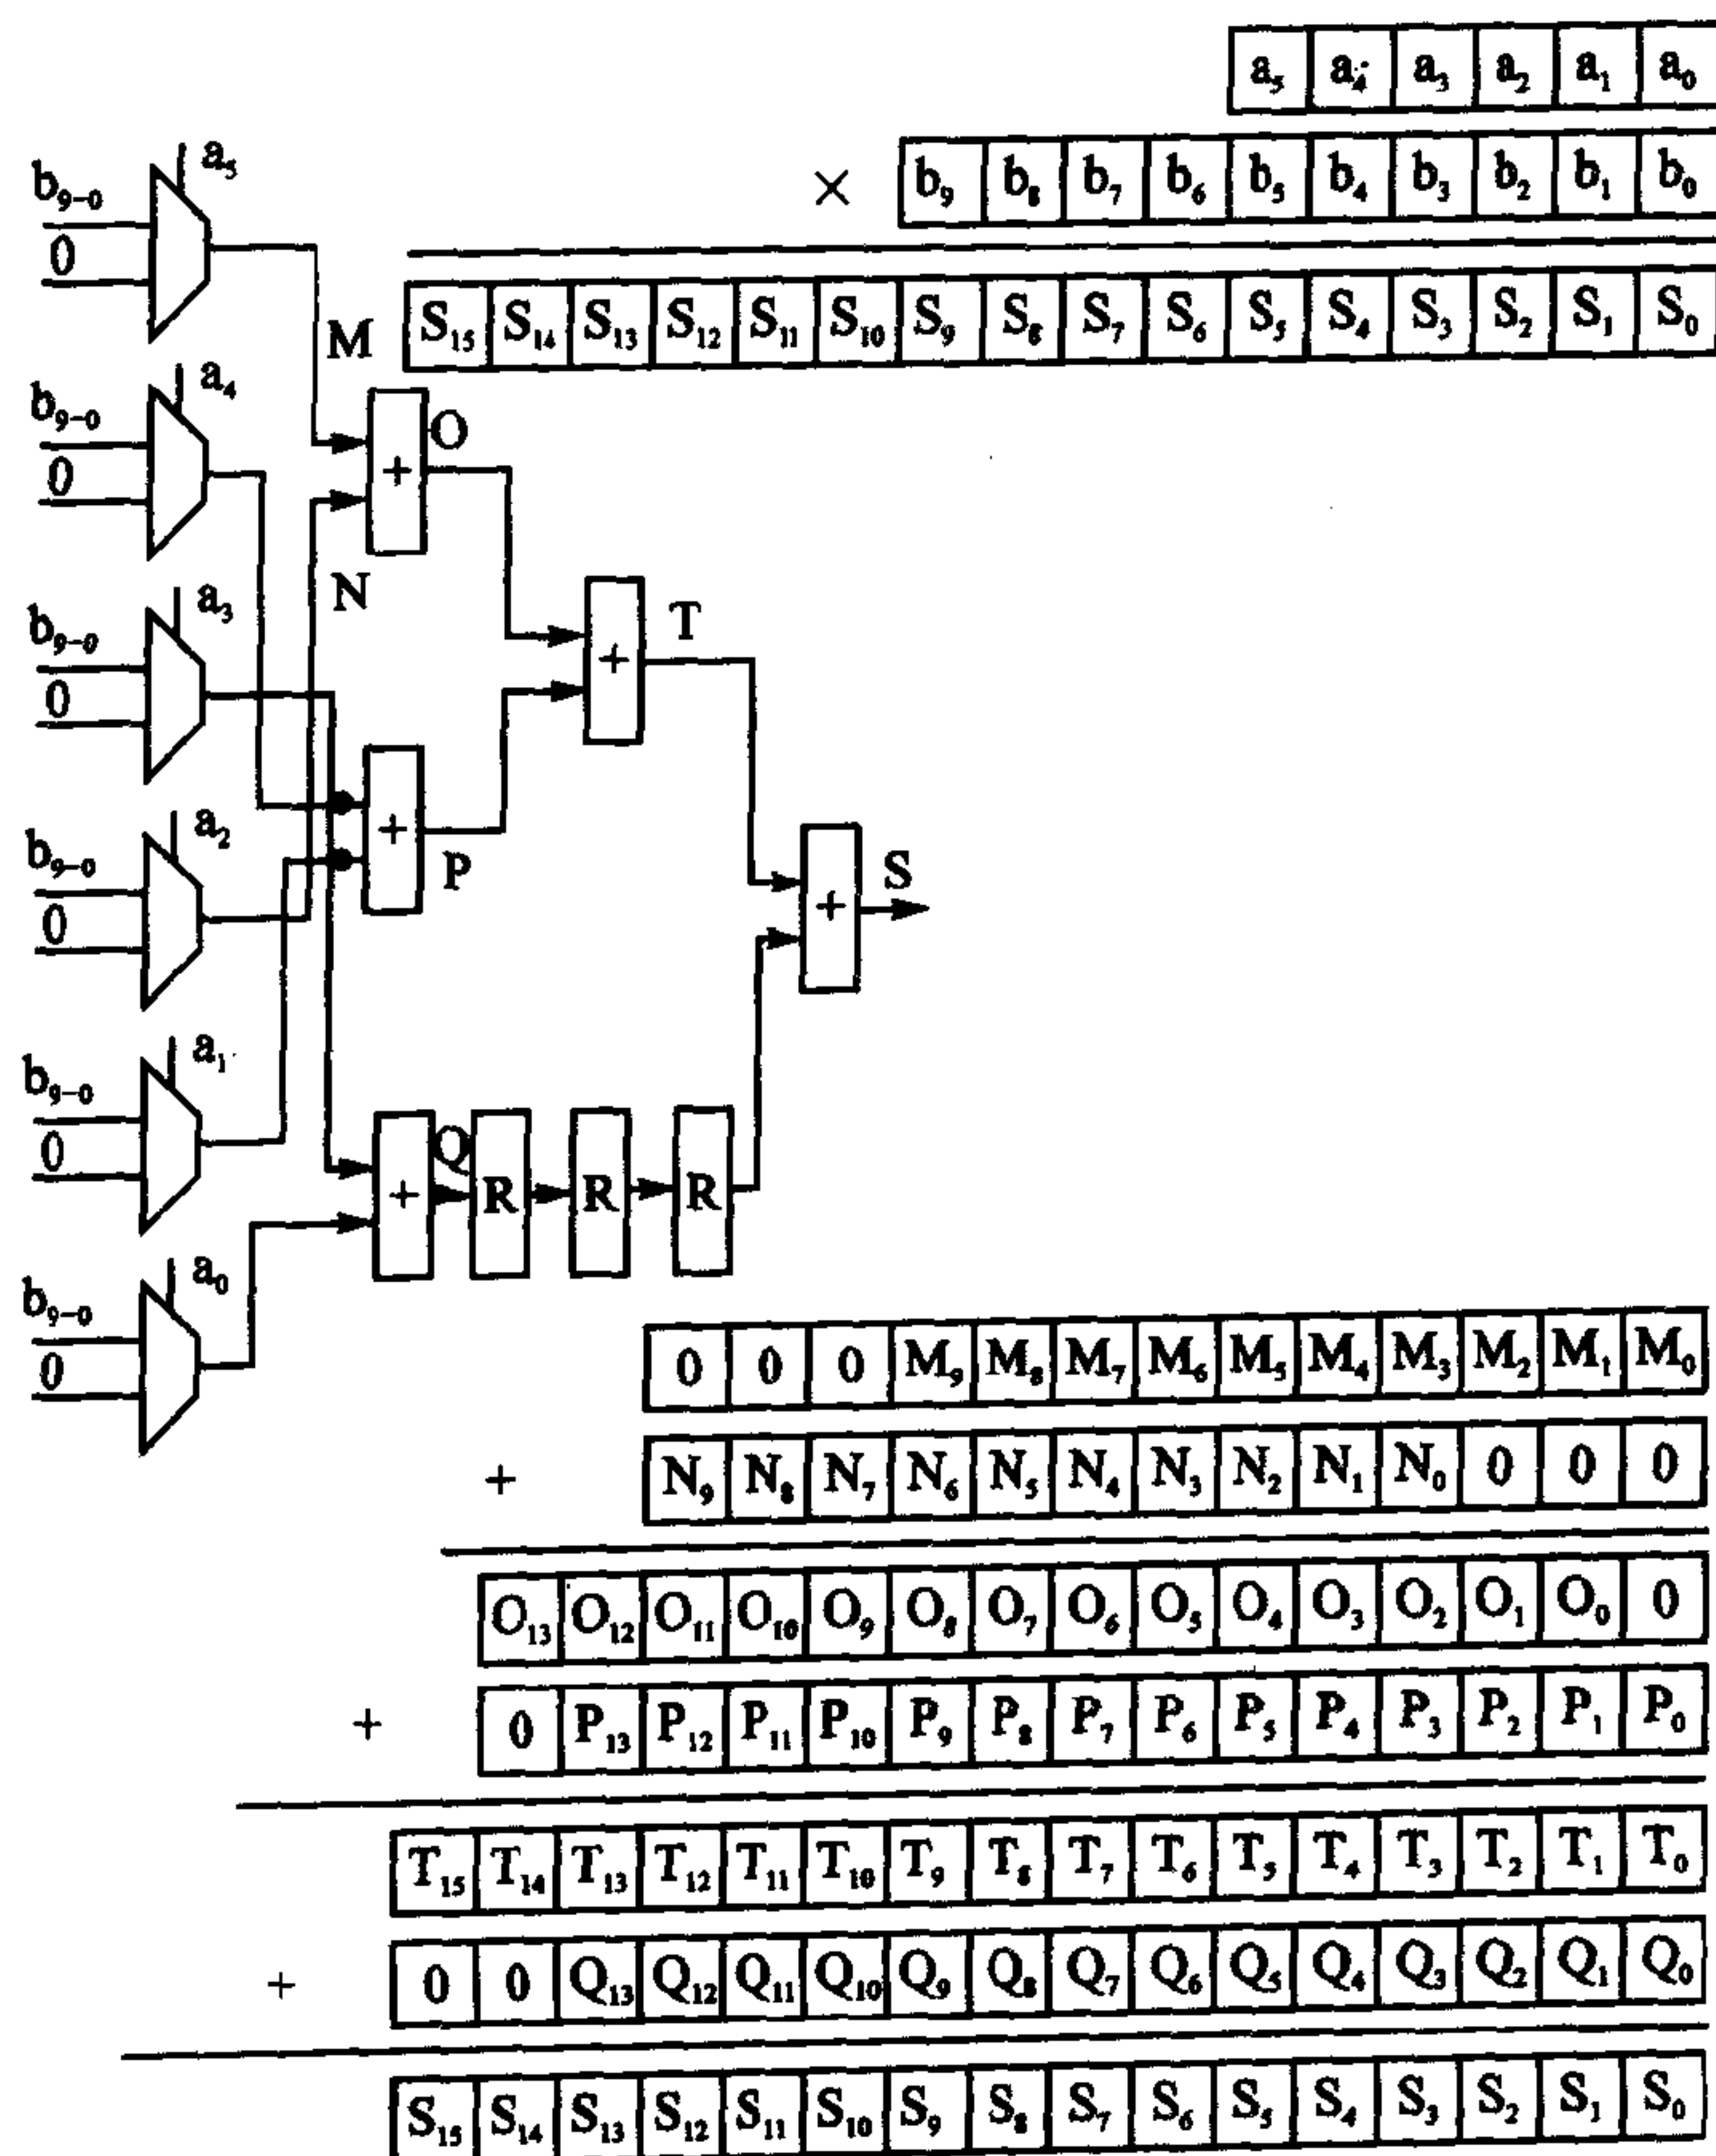 a₅ a₄ a₃ a₂ a₁ a₀
× b₉ b₈ b₇ b₆ b₅ b₄ b₃ b₂ b₁ b₀
S₁₅ S₁₄ S₁₃ S₁₂ S₁₁ S₁₀ S₉ S₈ S₇ S₆ S₅ S₄ S₃ S₂ S₁ S₀
a₅
b₉₋₀
0
M
a₄
b₉₋₀
0
+
O
N
a₃
b₉₋₀
0
+
T
a₂
b₉₋₀
0
+
P
+
S
a₁
b₉₋₀
0
+
Q
R
R
R
a₀
b₉₋₀
0
0 0 0 M₉ M₈ M₇ M₆ M₅ M₄ M₃ M₂ M₁ M₀
+ N₉ N₈ N₇ N₆ N₅ N₄ N₃ N₂ N₁ N₀ 0 0 0
O₁₃ O₁₂ O₁₁ O₁₀ O₉ O₈ O₇ O₆ O₅ O₄ O₃ O₂ O₁ O₀ 0
+ 0 P₁₃ P₁₂ P₁₁ P₁₀ P₉ P₈ P₇ P₆ P₅ P₄ P₃ P₂ P₁ P₀
T₁₅ T₁₄ T₁₃ T₁₂ T₁₁ T₁₀ T₉ T₈ T₇ T₆ T₅ T₄ T₃ T₂ T₁ T₀
+ 0 0 Q₁₃ Q₁₂ Q₁₁ Q₁₀ Q₉ Q₈ Q₇ Q₆ Q₅ Q₄ Q₃ Q₂ Q₁ Q₀
S₁₅ S₁₄ S₁₃ S₁₂ S₁₁ S₁₀ S₉ S₈ S₇ S₆ S₅ S₄ S₃ S₂ S₁ S₀